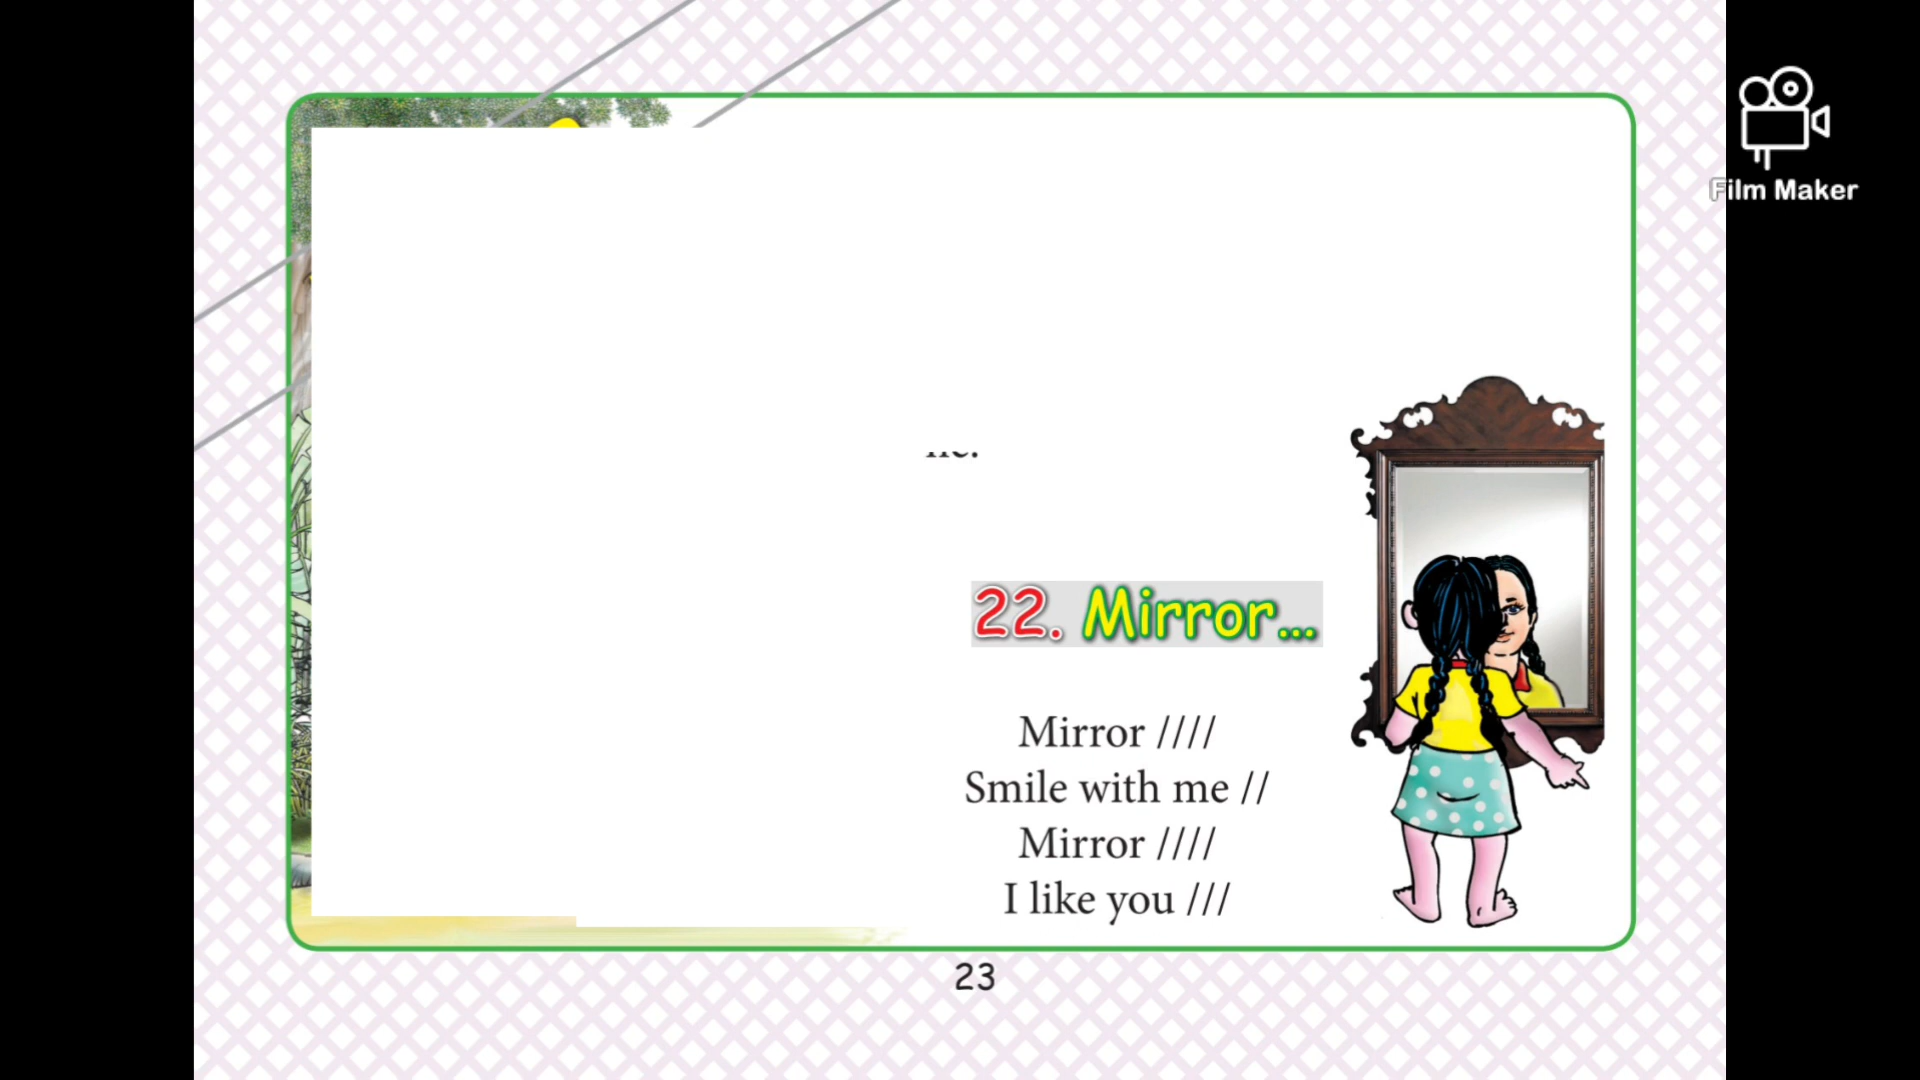 Film Maker
22. Mirror...
Mirror ////
Smile with me //
Mirror ////
I like you ///
23